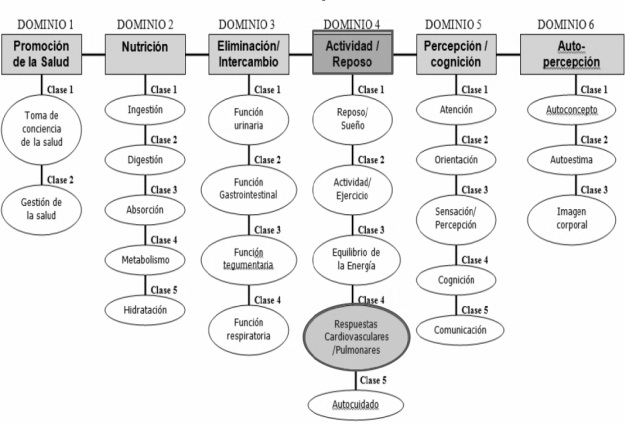 DOMINIO 1
Promoción
de la Salud
Clase 1
Toma de
conciencia
de la salud
Clase 2
Gestión de
la salud
DOMINIO 2
Nutrición
Clase 1
Ingestión
Clase 2
Digestión
Clase 3
Absorción
Clase 4
Metabolismo
Clase 5
Hidratación
DOMINIO 3
Eliminación/
Intercambio
Clase 1
Función
urinaria
Clase 2
Función
Gastrointestinal
Clase 3
Función
tegumentaria
Clase 4
Función
respiratoria
DOMINIO 4
Actividad /
Reposo
Clase 1
Reposo/
Sueño
Clase 2
Actividad/
Ejercicio
Clase 3
Equilibrio de
la Energía
Clase 4
Respuestas
Cardiovasculares
/Pulmonares
Clase 5
Autocuidado
DOMINIO 5
Percepción /
cognición
Clase 1
Atención
Clase 2
Orientación
Clase 3
Sensación/
Percepción
Clase 4
Cognición
Clase 5
Comunicación
DOMINIO 6
Auto-
percepción
Clase 1
Autoconcepto
Clase 2
Autoestima
Clase 3
Imagen
corporal